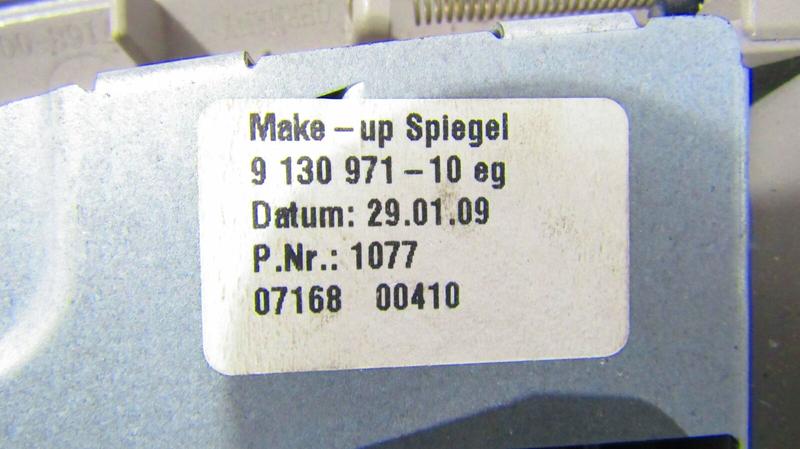 Make-up Spiegel
9 130 971-10 eg
Datum: 29.01.09
P.Nr.: 1077
07168 00410